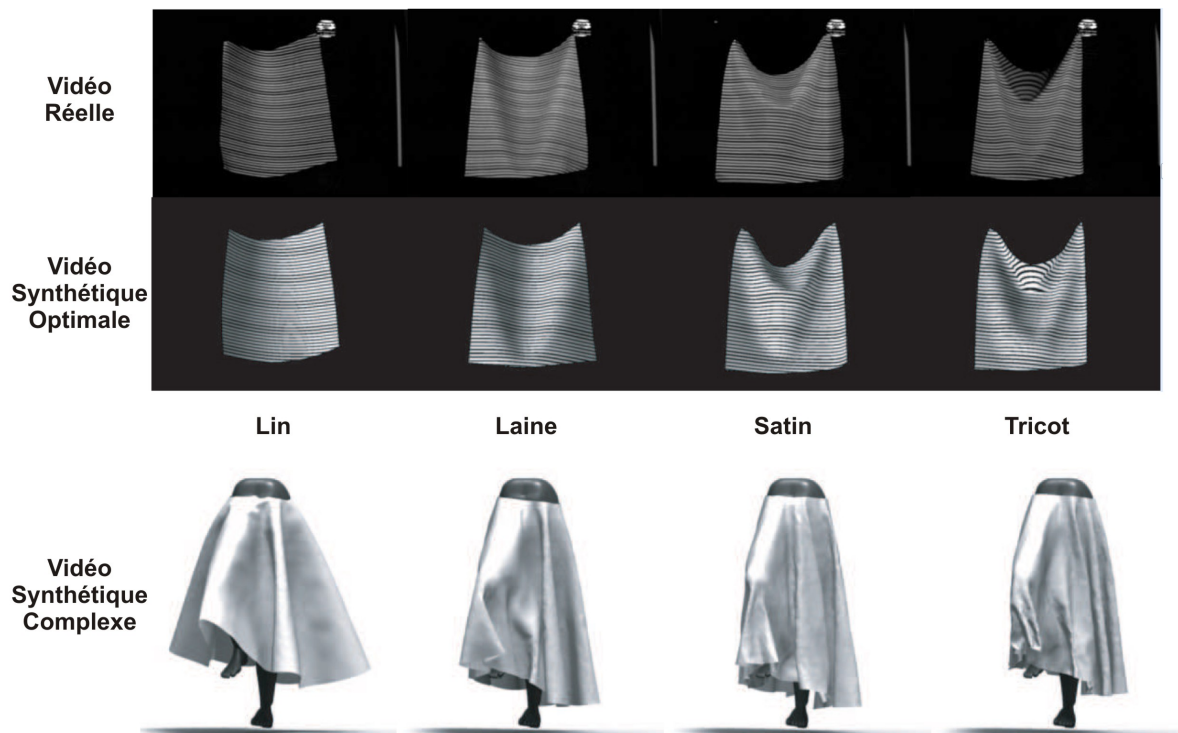 Vidéo
Réelle
Vidéo
Synthétique
Optimale
Lin
Laine
Satin
Tricot
Vidéo
Synthétique
Complexe